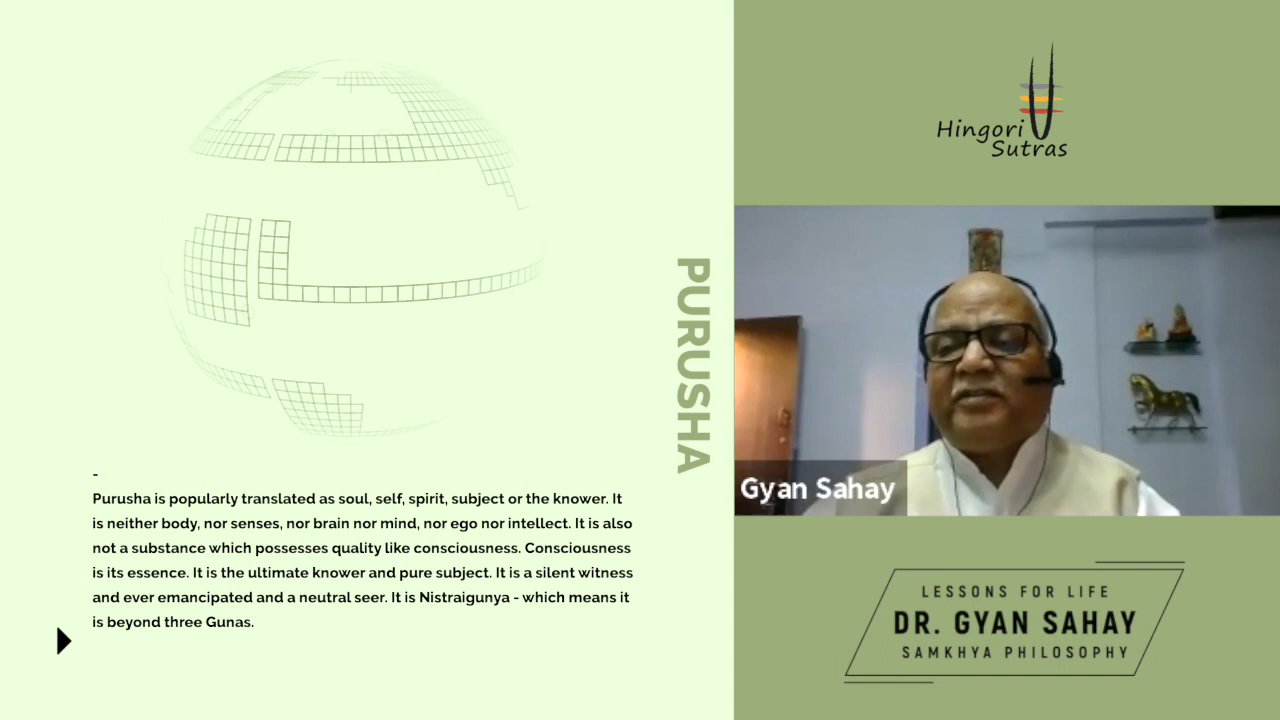 -
Purusha is popularly translated as soul, self, spirit, subject or the knower. It
is neither body, nor senses, nor brain nor mind, nor ego nor intellect. It is also
not a substance which possesses quality like consciousness. Consciousness
is its essence. It is the ultimate knower and pure subject. It is a silent witness
and ever emancipated and a neutral seer. It is Nistraigunya - which means it
is beyond three Gunas.
PURUSHA
Hingori
Sutras
Gyan Sahay
LESSONS FOR LIFE
DR. GYAN SAHAY
SAMKHYA PHILOSOPHY